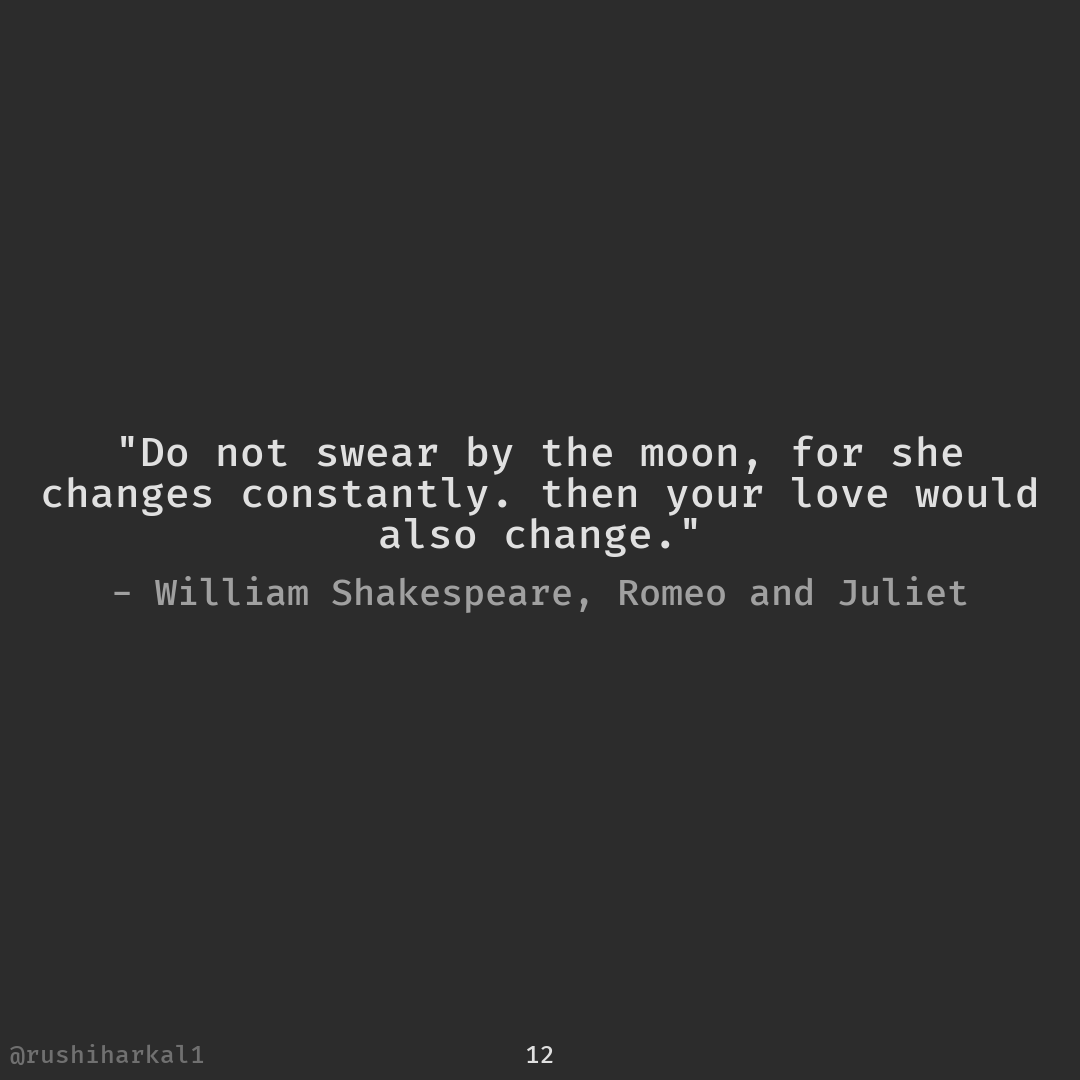 "Do not swear by the moon, for she
changes constantly. then your love would
also change."
- William Shakespeare, Romeo and Juliet
@rushiharkal1
12